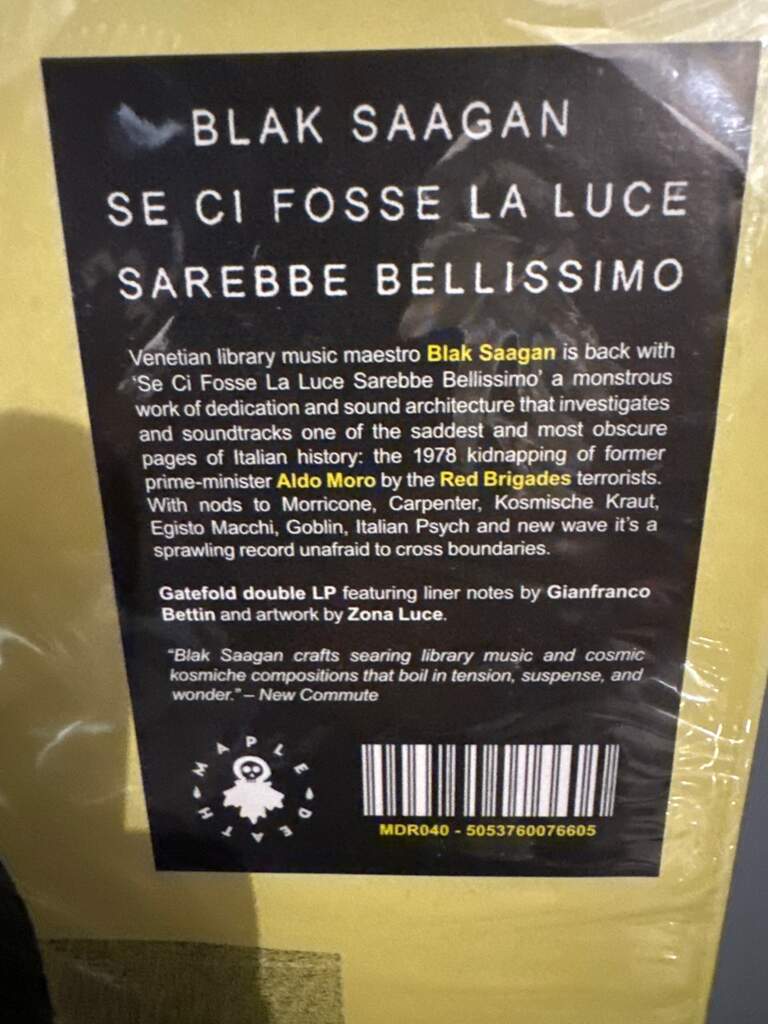 BLAK SAAGAN
SE CI FOSSE LA LUCE
SAREBBE BELLISSIMO
Venetian library music maestro Blak Saagan is back with
'Se Ci Fosse La Luce Sarebbe Bellissimo' a monstrous
work of dedication and sound architecture that investigates
and soundtracks one of the saddest and most obscure
pages of Italian history: the 1978 kidnapping of former
prime-minister Aldo Moro by the Red Brigades terrorists.
With nods to Morricone, Carpenter, Kosmische Kraut,
Egisto Macchi, Goblin, Italian Psych and new wave it's a
sprawling record unafraid to cross boundaries.
Gatefold double LP featuring liner notes by Gianfranco
Bettin and artwork by Zona Luce.
"Blak Saagan crafts searing library music and cosmic
kosmiche compositions that boil in tension, suspense, and
wonder." – New Commute
MAPLE DEATH
MDR040 - 5053760076605